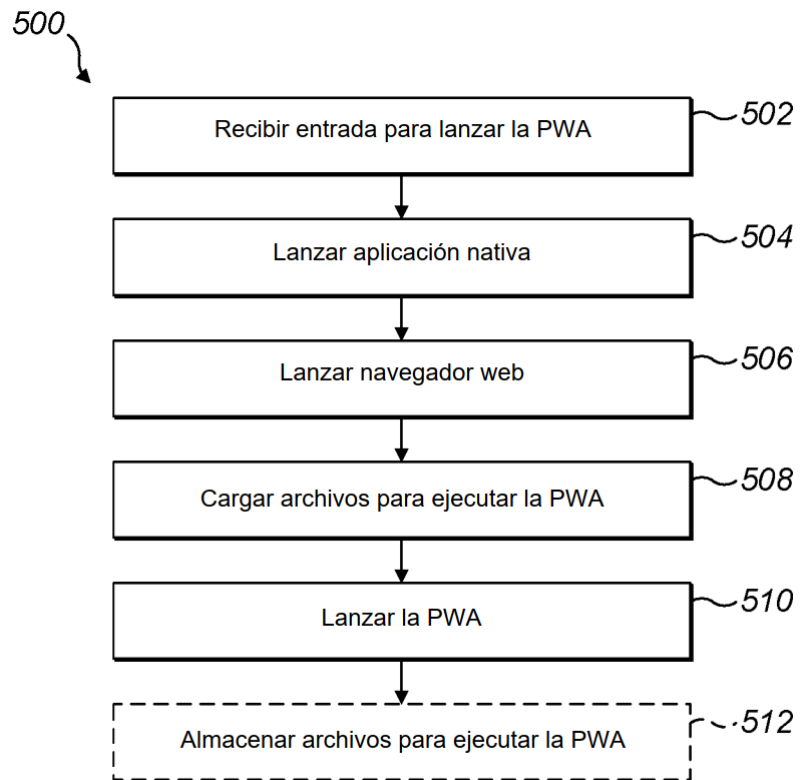 500
Recibir entrada para lanzar la PWA
502
Lanzar aplicación nativa
504
Lanzar navegador web
506
Cargar archivos para ejecutar la PWA
508
Lanzar la PWA
510
Almacenar archivos para ejecutar la PWA
512